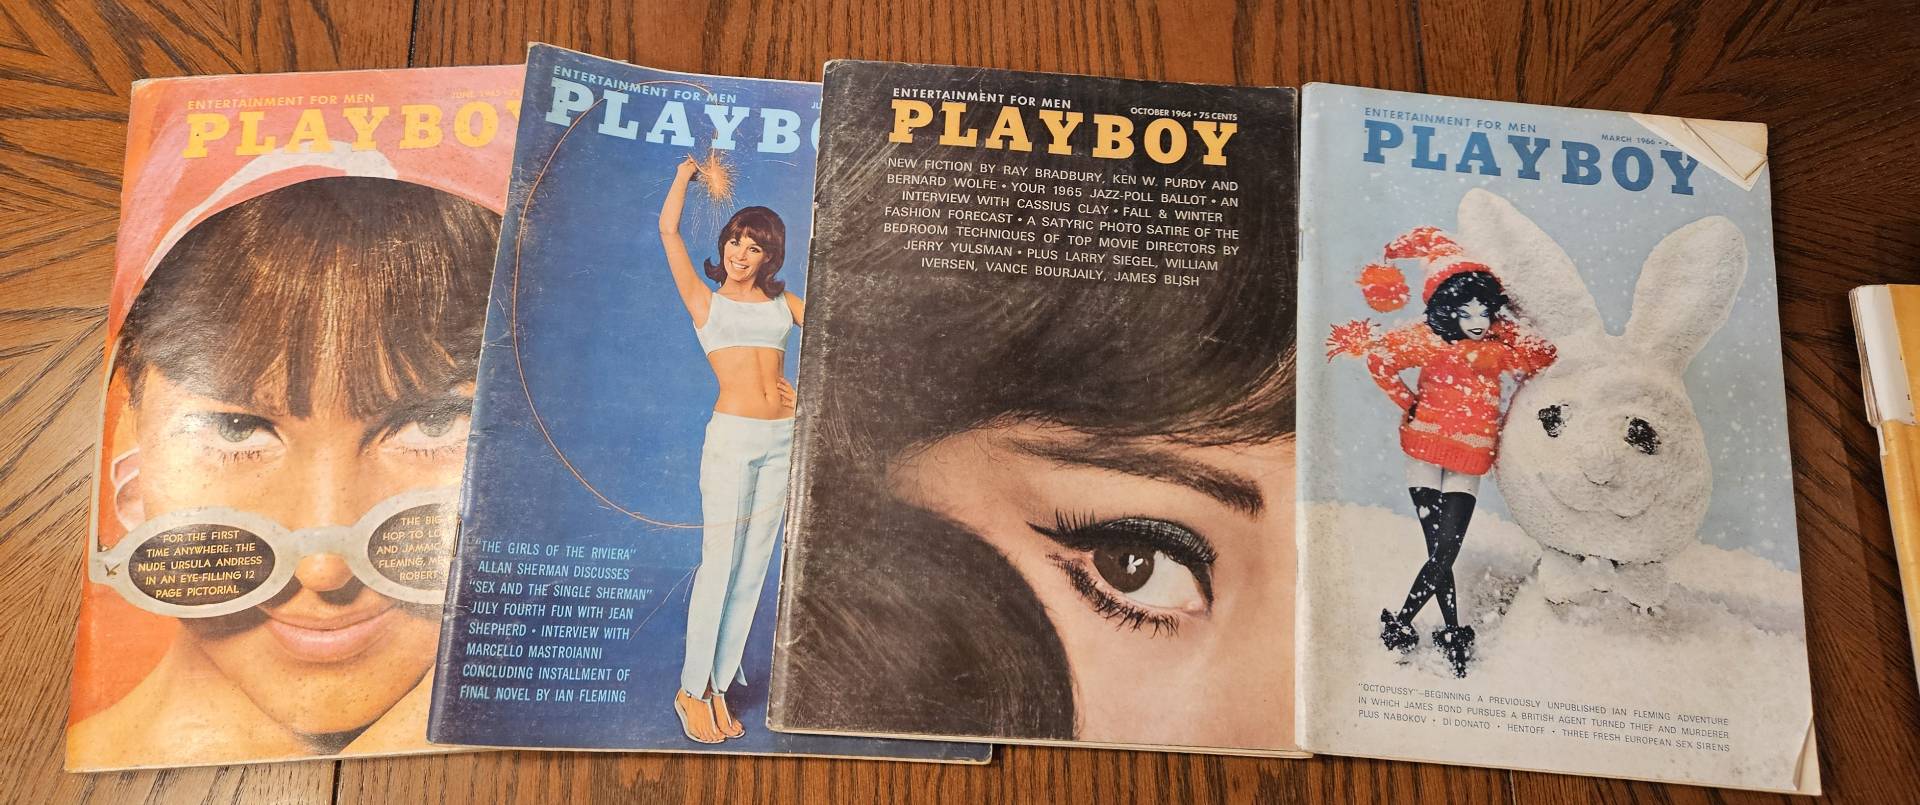 ENTERTAINMENT FOR MEN
JUNE 1965
PLAYBOY
FOR THE FIRST
TIME ANYWHERE: THE
NUDE URSULA ANDRESS
IN AN EYE-FILLING 12
PAGE PICTORIAL
THE BIG
HOP TO
AND JAMAIC
FLEMING,
ROBERT
ENTERTAINMENT FOR MEN
PLAYBO
"THE GIRLS OF THE RIVIERA"
ALLAN SHERMAN DISCUSSES
"SEX AND THE SINGLE SHERMAN"
JULY FOURTH FUN WITH JEAN
SHEPHERD • INTERVIEW WITH
MARCELLO MASTROIANNI
CONCLUDING INSTALLMENT OF
FINAL NOVEL BY IAN FLEMING
ENTERTAINMENT FOR MEN
OCTOBER 1964 • 75 CENTS
PLAYBOY
NEW FICTION BY RAY BRADBURY, KEN W. PURDY AND
BERNARD WOLFE • YOUR 1965 JAZZ-POLL BALLOT • AN
INTERVIEW WITH CASSIUS CLAY • FALL & WINTER
FASHION FORECAST • A SATYRIC PHOTO SATIRE OF THE
BEDROOM TECHNIQUES OF TOP MOVIE DIRECTORS BY
JERRY YULSMAN • PLUS LARRY SIEGEL, WILLIAM
IVERSEN, VANCE BOURJAILY, JAMES BLISH
ENTERTAINMENT FOR MEN
MARCH 1966 •
PLAYBOY
"OCTOPUSSY"—BEGINNING A PREVIOUSLY UNPUBLISHED IAN FLEMING ADVENTURE
IN WHICH JAMES BOND PURSUES A BRITISH AGENT TURNED THIEF AND MURDERER
PLUS NABOKOV • DI DONATO • HENTOFF • THREE FRESH EUROPEAN SEX SIRENS